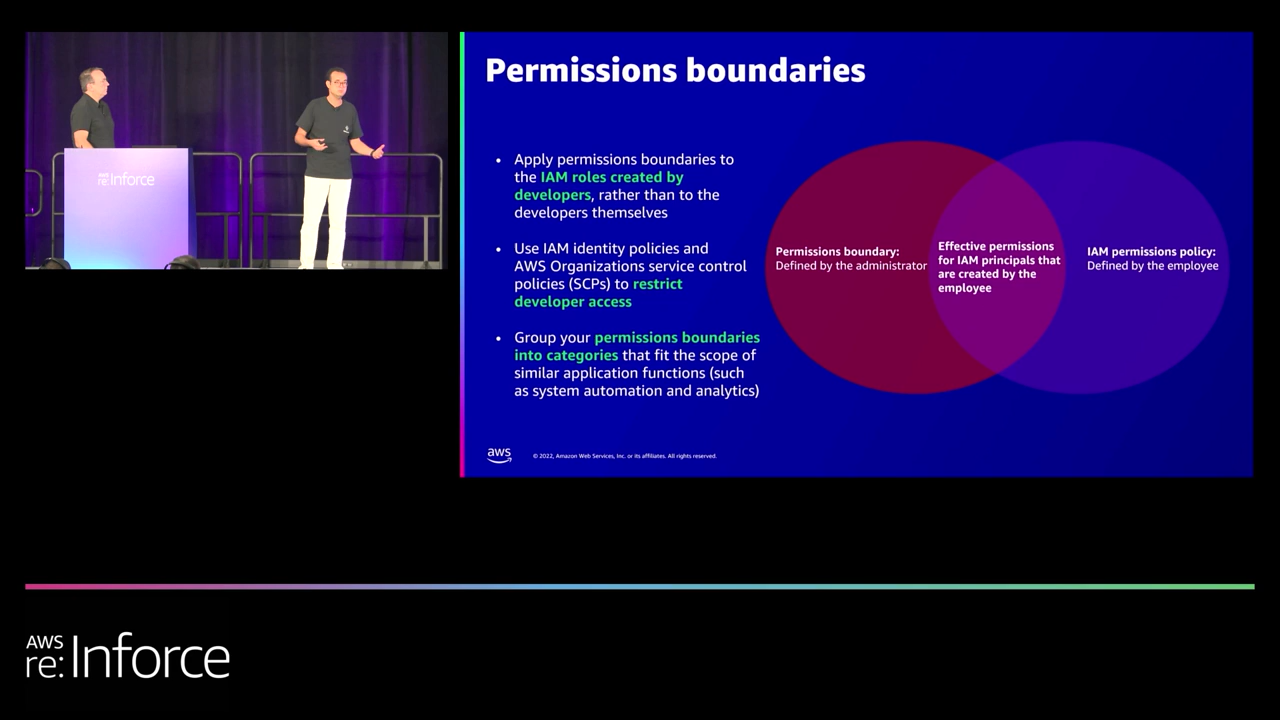 AWS
re:Inforce
Permissions boundaries
• Apply permissions boundaries to
the IAM roles created by
developers, rather than to the
developers themselves
• Use IAM identity policies and
AWS Organizations service control
policies (SCPs) to restrict
developer access
• Group your permissions boundaries
into categories that fit the scope of
similar application functions (such
as system automation and analytics)
Permissions boundary:
Defined by the administrator
Effective permissions
for IAM principals that
are created by the
employee
IAM permissions policy:
Defined by the employee
aws
© 2022, Amazon Web Services, Inc. or its affiliates. All rights reserved.
AWS
re:Inforce